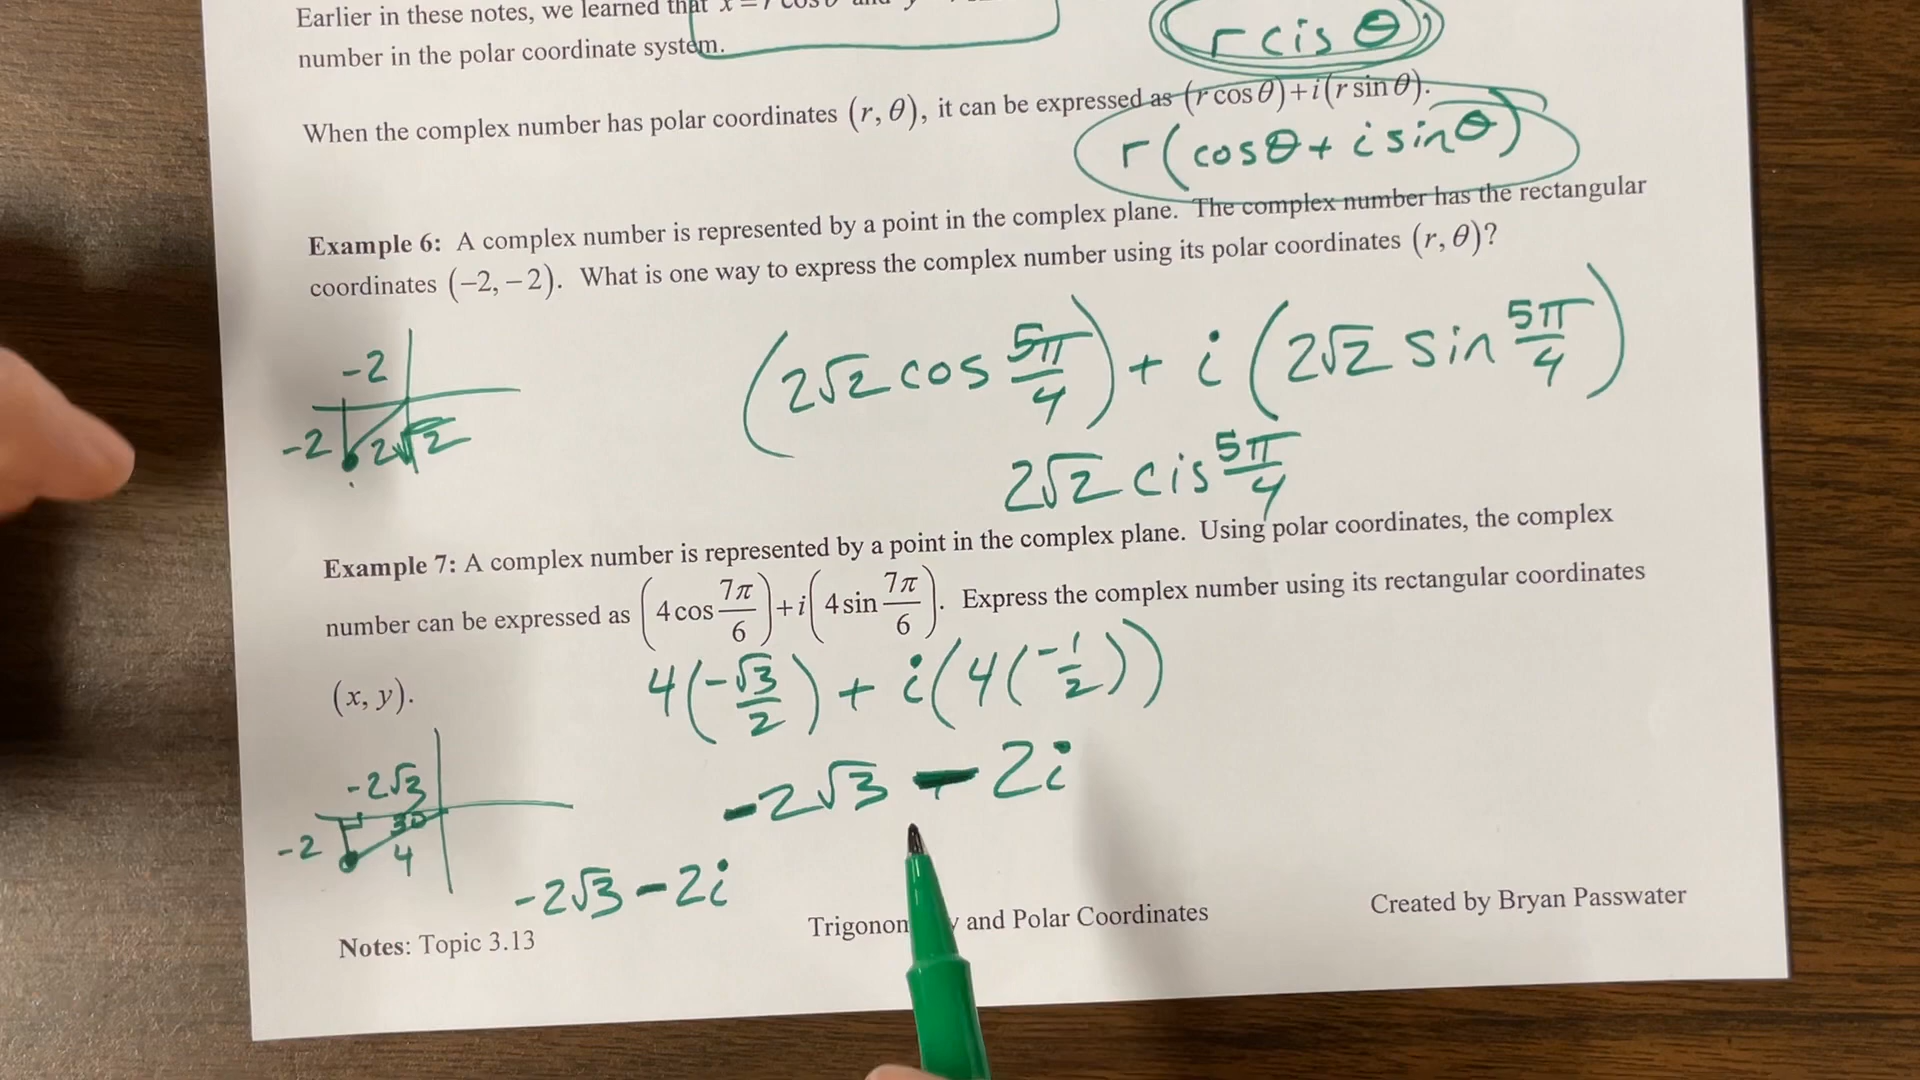 Earlier in these notes, we learned that x = r cos θ and y
number in the polar coordinate system.
r cis θ
When the complex number has polar coordinates (r, θ), it can be expressed as (r cos θ)+i(r sin θ).
r(cosθ + i sinθ)
Example 6: A complex number is represented by a point in the complex plane. The complex number has the rectangular
coordinates (−2, −2). What is one way to express the complex number using its polar coordinates (r, θ)?
(2√2 cos 5π/4) + i (2√2 sin 5π/4)
-2
-2 2√2
2√2 cis 5π/4
Example 7: A complex number is represented by a point in the complex plane. Using polar coordinates, the complex
number can be expressed as (4 cos 7π/6)+i(4 sin 7π/6). Express the complex number using its rectangular coordinates
(x, y).
4(-√3/2) + i(4(-1/2))
-2√3 - 2i
-2√3
30
-2 4
-2√3 - 2i
Notes: Topic 3.13 and Polar Coordinates Created by Bryan Passwater